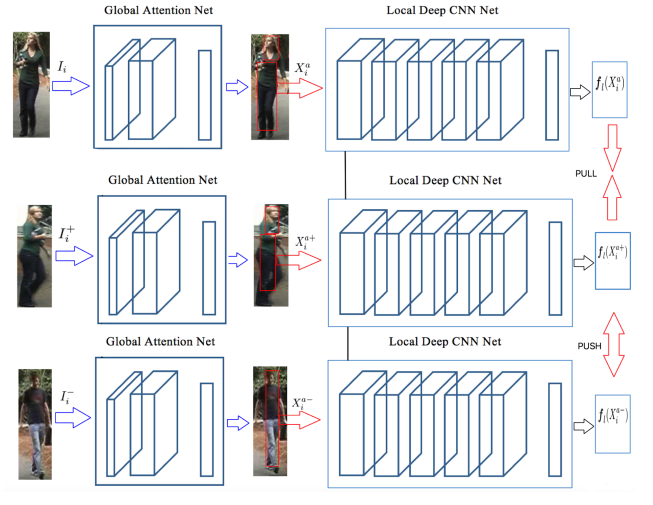 Global Attention Net
Local Deep CNN Net
I_i
X_i^a
f_l(X_i^a)
PULL
Global Attention Net
Local Deep CNN Net
I_i^+
X_i^{a+}
f_l(X_i^{a+})
PUSH
Global Attention Net
Local Deep CNN Net
I_i^-
X_i^{a-}
f_l(X_i^{a-})